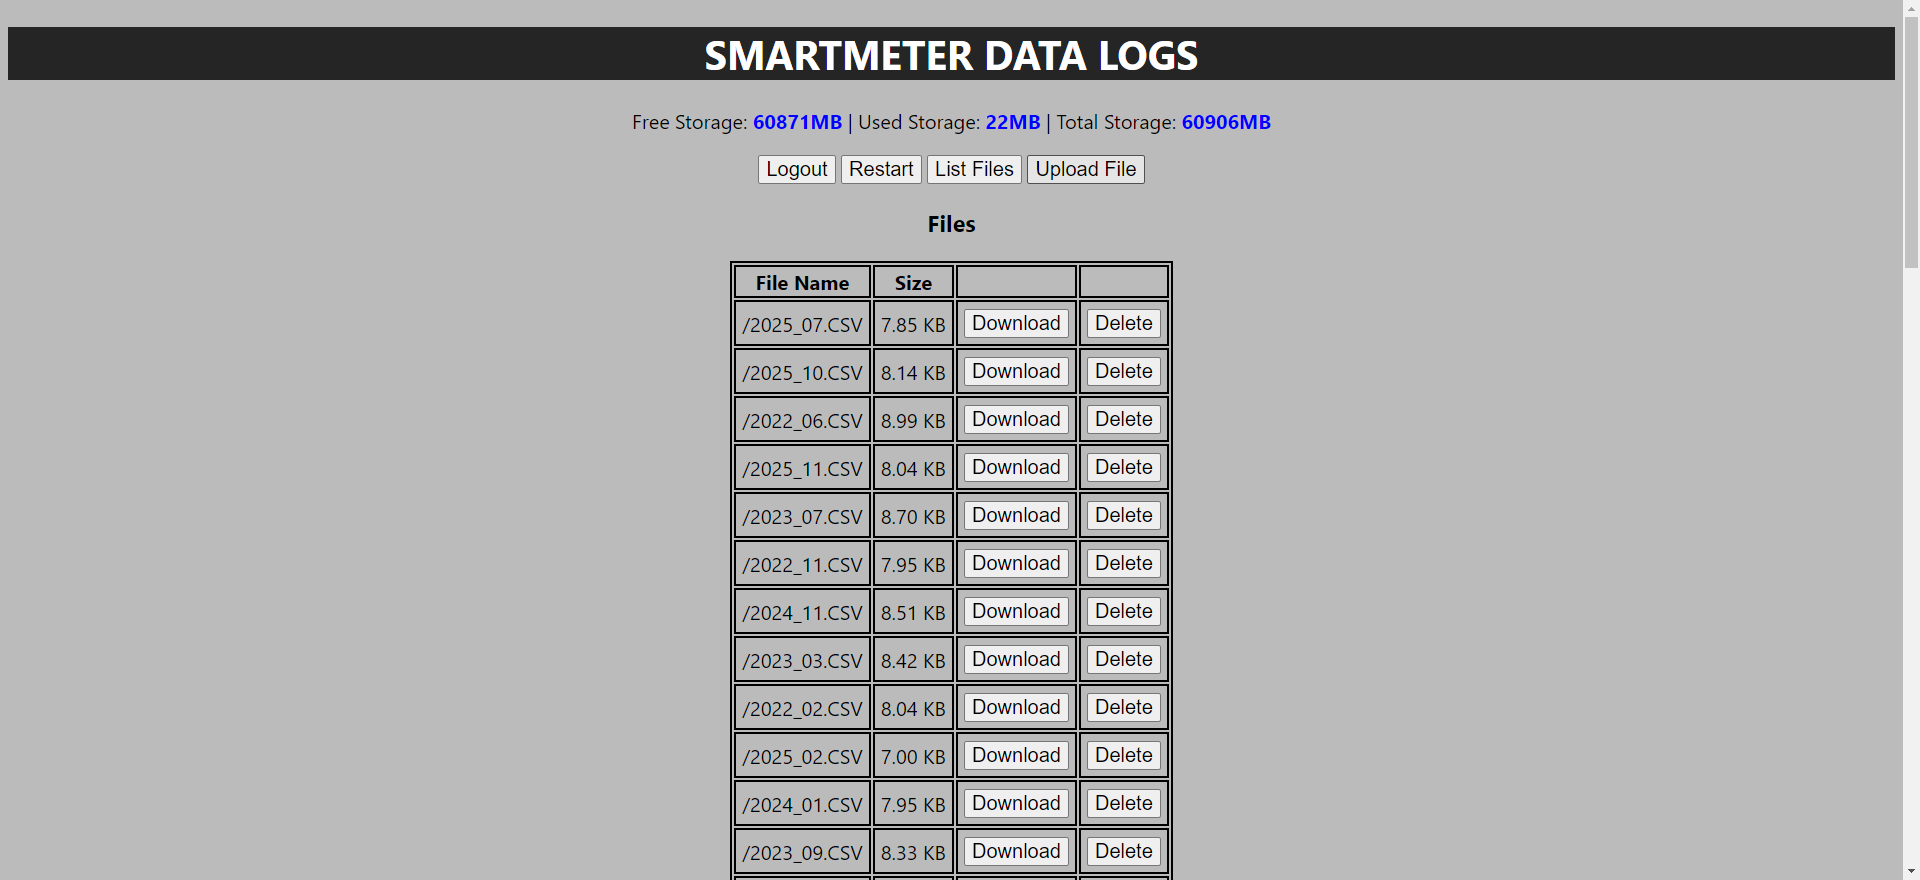 SMARTMETER DATA LOGS
Free Storage: 60871MB | Used Storage: 22MB | Total Storage: 60906MB
Logout Restart List Files Upload File
Files
File Name Size
/2025_07.CSV 7.85 KB Download Delete
/2025_10.CSV 8.14 KB Download Delete
/2022_06.CSV 8.99 KB Download Delete
/2025_11.CSV 8.04 KB Download Delete
/2023_07.CSV 8.70 KB Download Delete
/2022_11.CSV 7.95 KB Download Delete
/2024_11.CSV 8.51 KB Download Delete
/2023_03.CSV 8.42 KB Download Delete
/2022_02.CSV 8.04 KB Download Delete
/2025_02.CSV 7.00 KB Download Delete
/2024_01.CSV 7.95 KB Download Delete
/2023_09.CSV 8.33 KB Download Delete